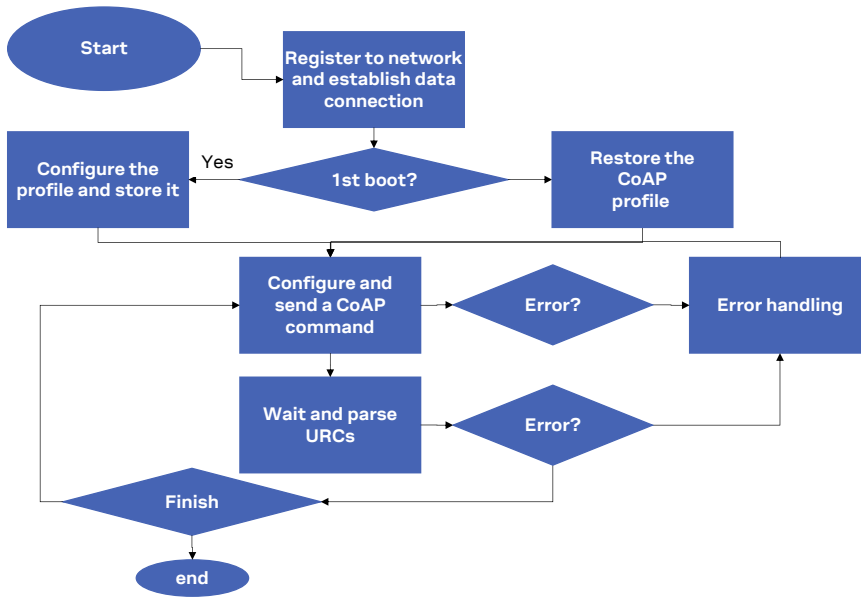 Start
Register to network
and establish data
connection
Configure the
profile and store it
Yes
1st boot?
Restore the
CoAP
profile
Configure and
send a CoAP
command
Error?
Error handling
Wait and parse
URCs
Error?
Finish
end